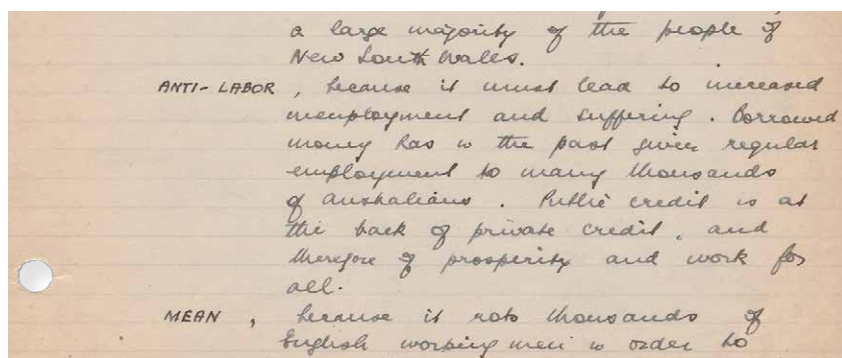 a large majority of the people of
New South Wales.
ANTI-LABOR, because it must lead to increased
unemployment and suffering. Borrowed
money has in the past given regular
employment to many thousands
of Australians. Public credit is at
the back of private credit, and
therefore of prosperity and work for
all.
MEAN, because it robs thousands of
English working men in order to